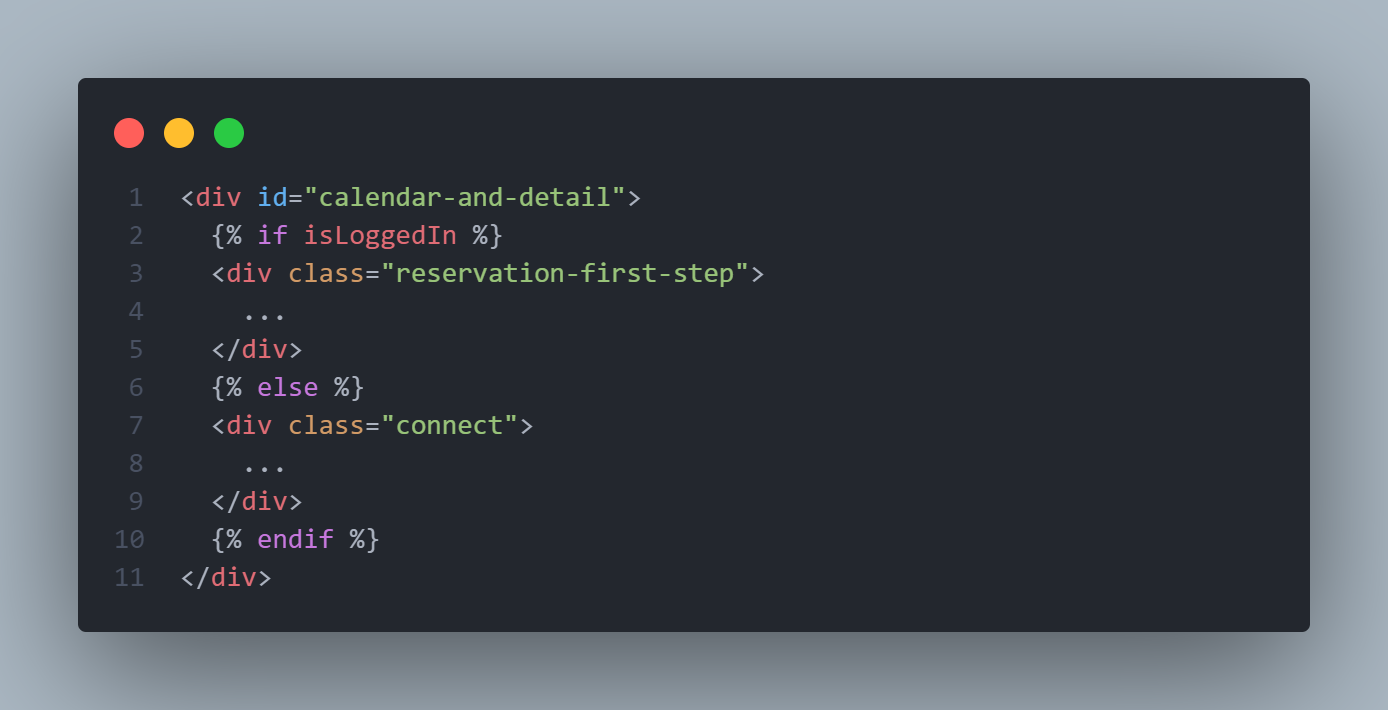 1 <div id="calendar-and-detail">
2   {% if isLoggedIn %}
3   <div class="reservation-first-step">
4     ...
5   </div>
6   {% else %}
7   <div class="connect">
8     ...
9   </div>
10   {% endif %}
11 </div>